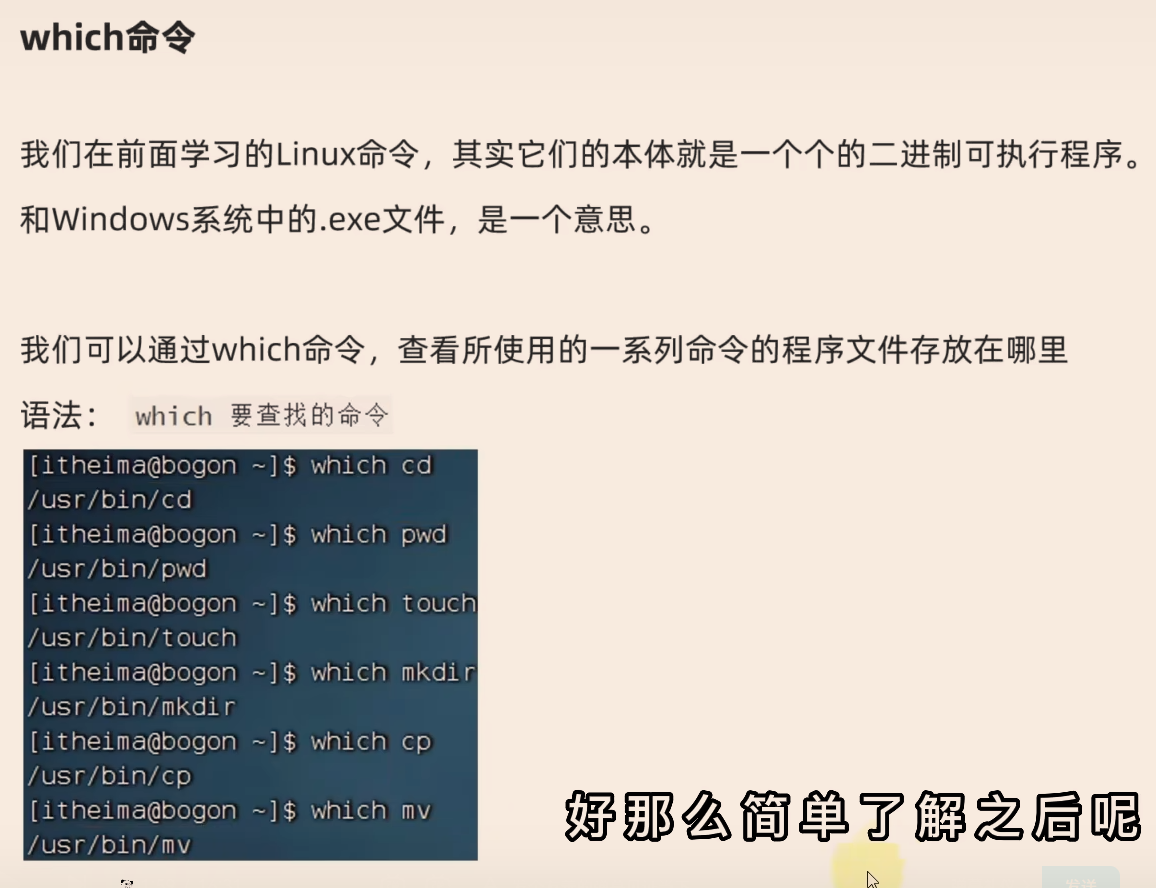 which命令
我们在前面学习的Linux命令，其实它们的本体就是一个个的二进制可执行程序。
和Windows系统中的.exe文件，是一个意思。
我们可以通过which命令，查看所使用的一系列命令的程序文件存放在哪里
语法： which 要查找的命令
[itheima@bogon ~]$ which cd
/usr/bin/cd
[itheima@bogon ~]$ which pwd
/usr/bin/pwd
[itheima@bogon ~]$ which touch
/usr/bin/touch
[itheima@bogon ~]$ which mkdir
/usr/bin/mkdir
[itheima@bogon ~]$ which cp
/usr/bin/cp
[itheima@bogon ~]$ which mv
/usr/bin/mv
好那么简单了解之后呢